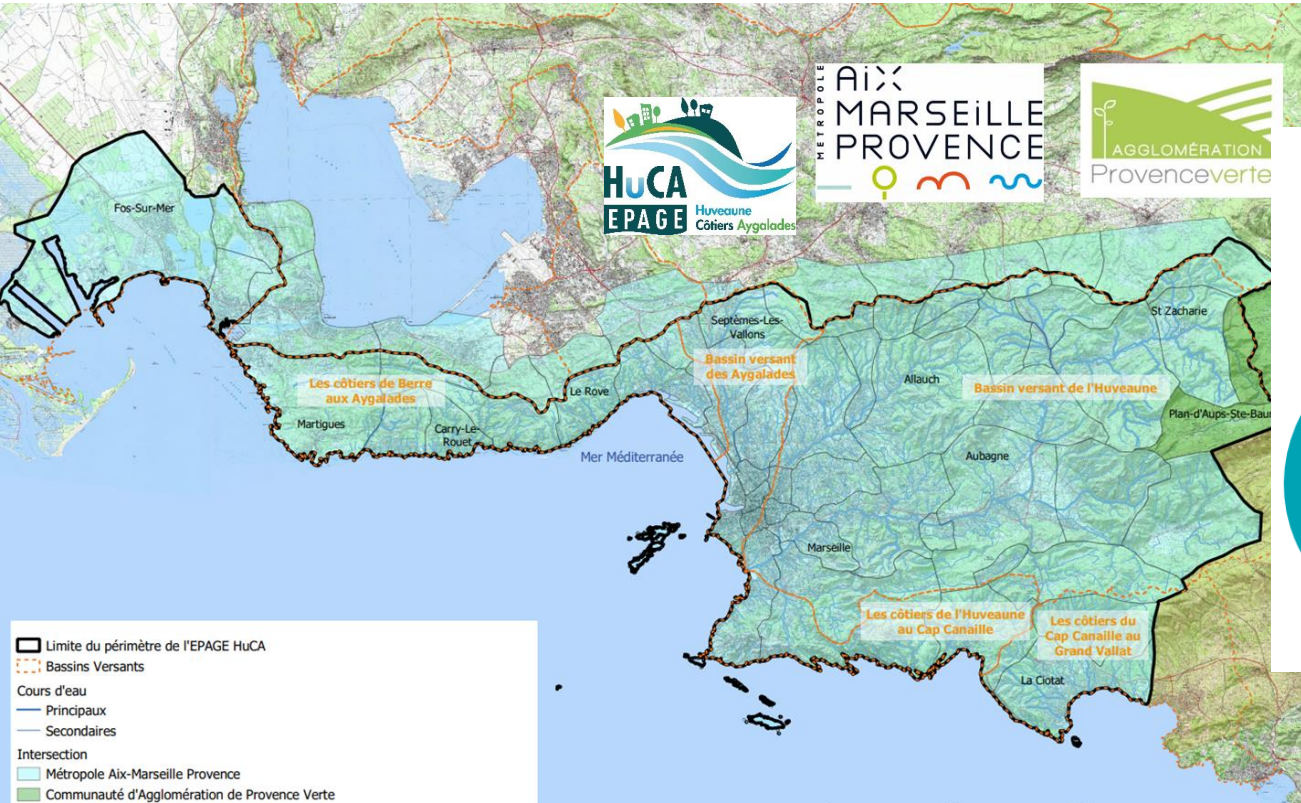 HuCA
EPAGE
Huveaune
Côtiers Aygalades
METROPOLE
AiX
MARSEiLLE
PROVENCE
AGGLOMÉRATION
Provenceverte
Fos-Sur-Mer
Septèmes-Les-
Vallons
St Zacharie
Bassin versant
des Aygalades
Allauch
Bassin versant de l'Huveaune
Les côtiers de Berre
aux Aygalades
Le Rove
Martigues
Carry-Le-
Rouet
Plan-d'Aups-Ste-Baum
Mer Méditerranée
Aubagne
Marseille
Les côtiers de l'Huveaune
au Cap Canaille
Les côtiers du
Cap Canaille au
Grand Vallat
La Ciotat
Limite du périmètre de l'EPAGE HuCA
Bassins Versants
Cours d'eau
Principaux
Secondaires
Intersection
Métropole Aix-Marseille Provence
Communauté d'Agglomération de Provence Verte